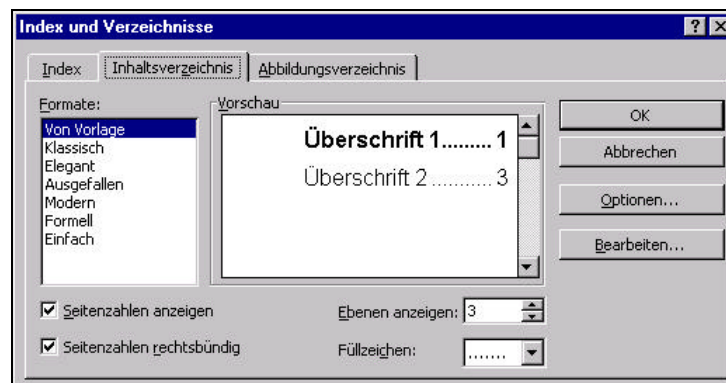 Index und Verzeichnisse
Index Inhaltsverzeichnis Abbildungsverzeichnis
Formate:
Von Vorlage
Klassisch
Elegant
Ausgefallen
Modern
Formell
Einfach
Vorschau
Überschrift 1......... 1
Überschrift 2 ........... 3
OK
Abbrechen
Optionen...
Bearbeiten...
Seitenzahlen anzeigen
Seitenzahlen rechtsbündig
Ebenen anzeigen: 3
Füllzeichen: .......